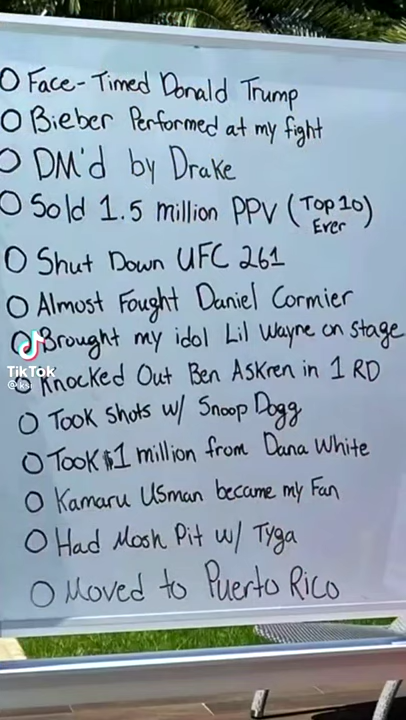 Face-Timed Donald Trump
Bieber Performed at my fight
DM'd by Drake
Sold 1.5 million PPV (Top 10)
Ever
Shut Down UFC 261
Almost Fought Daniel Cormier
Brought my idol Lil Wayne on stage
TikTok
Knocked Out Ben Askren in 1 RD
@ksi
Took Shots w/ Snoop Dogg
Took $1 million from Dana White
Kamaru Usman became my Fan
Had Mosh Pit w/ Tyga
Moved to Puerto Rico